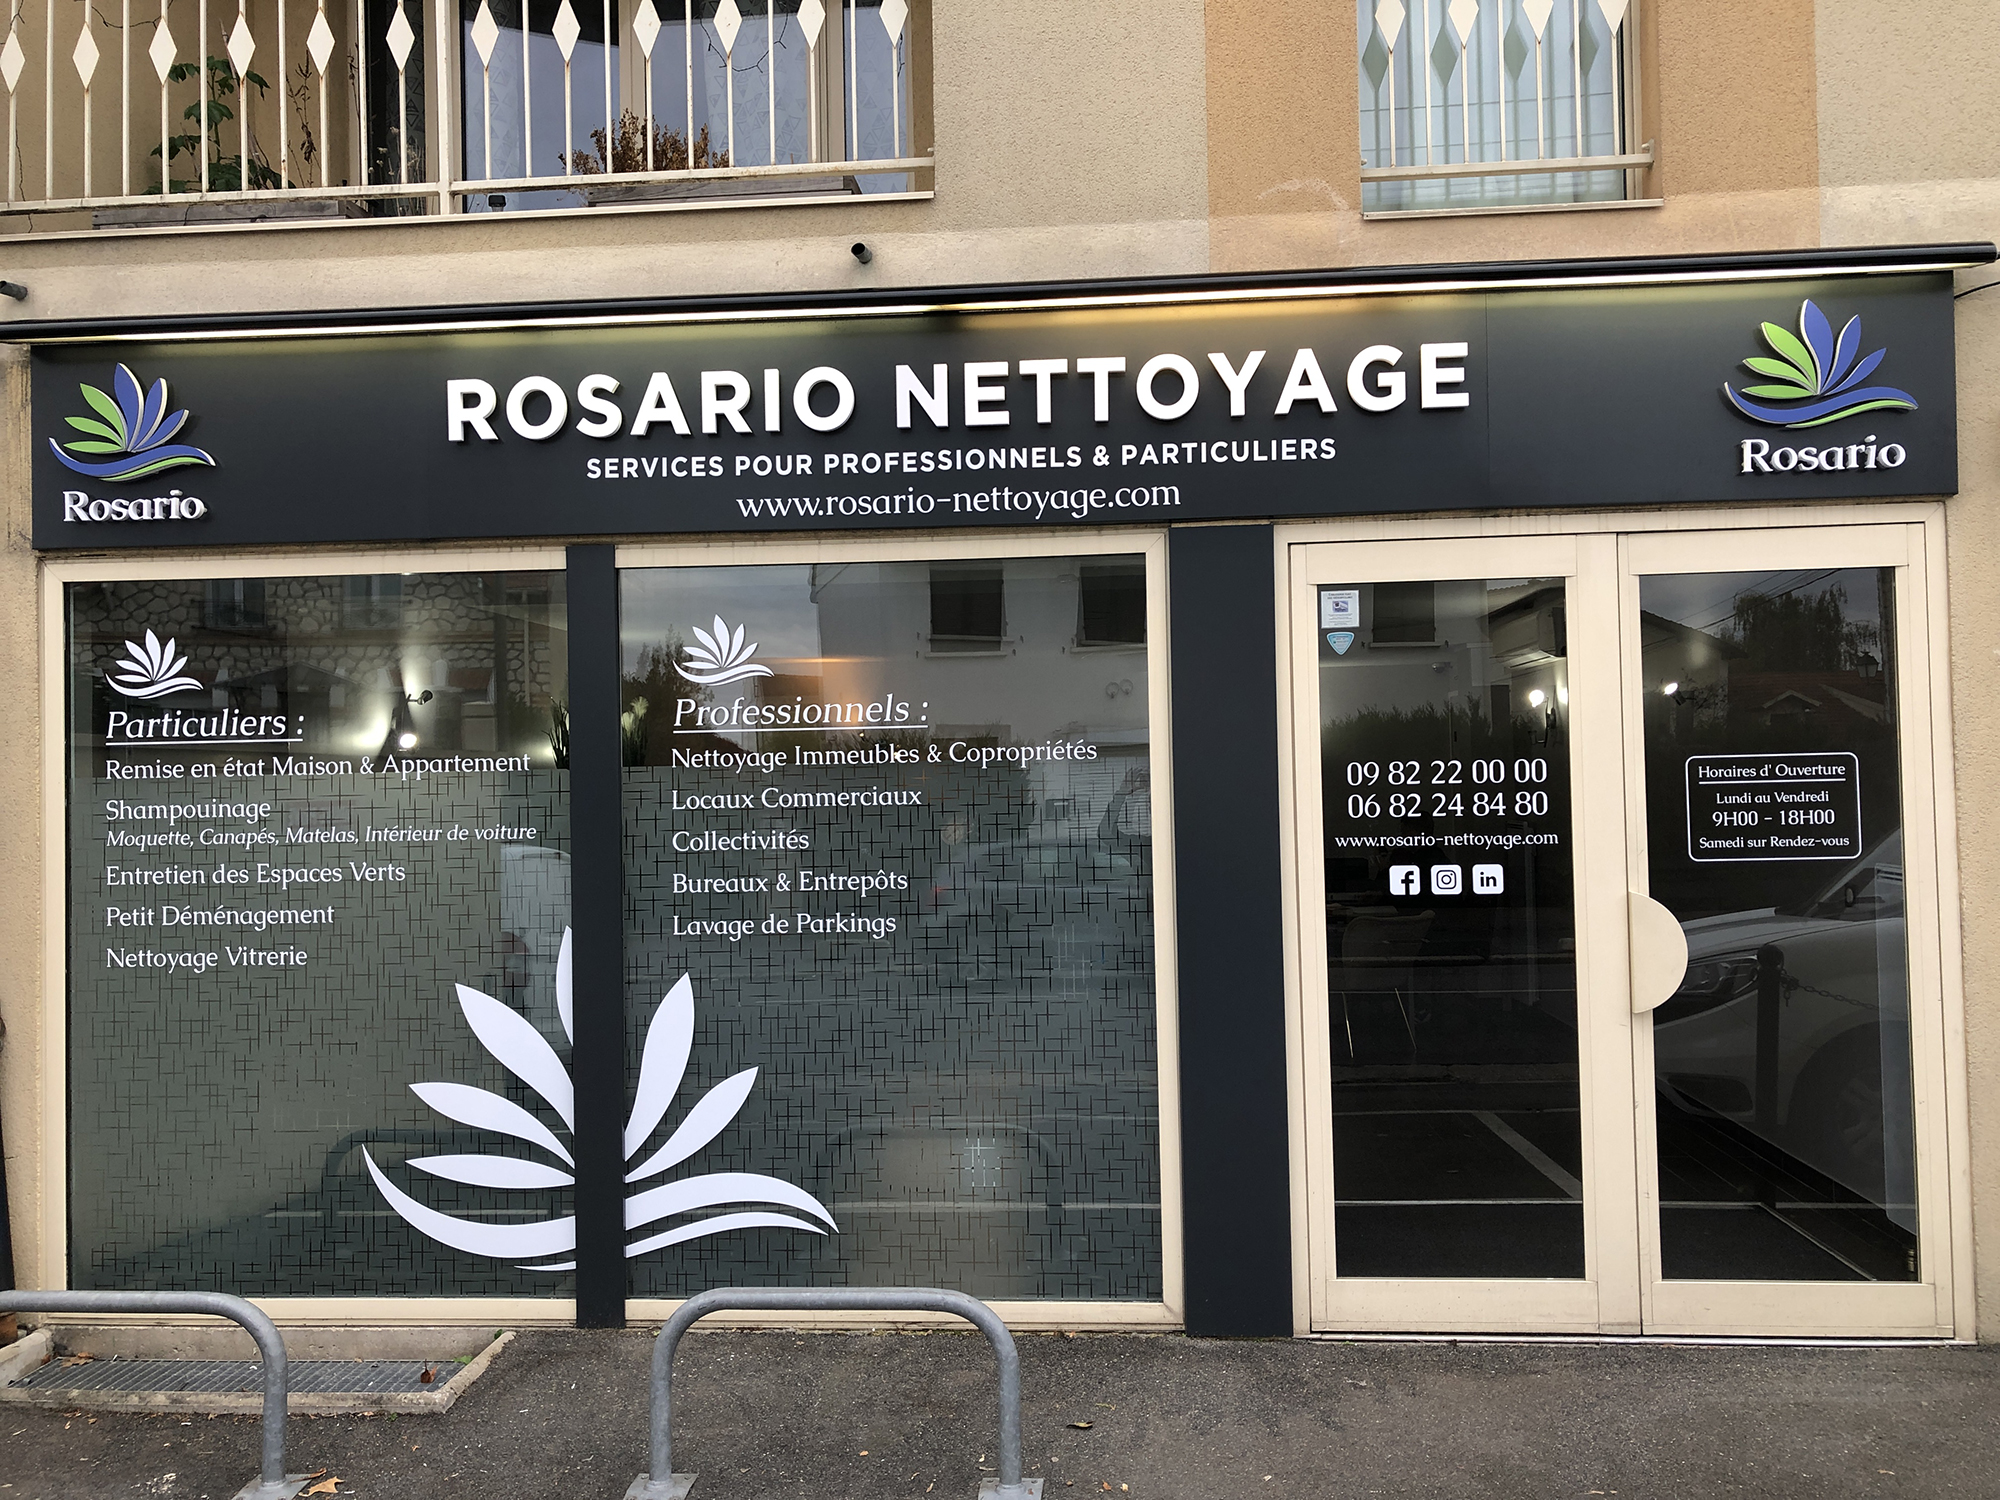 ROSARIO NETTOYAGE
SERVICES POUR PROFESSIONNELS & PARTICULIERS
www.rosario-nettoyage.com
Rosario
Rosario
Particuliers :
Remise en état Maison & Appartement
Shampouinage
Moquette, Canapés, Matelas, Intérieur de voiture
Entretien des Espaces Verts
Petit Déménagement
Nettoyage Vitrerie
Professionnels :
Nettoyage Immeubles & Copropriétés
Locaux Commerciaux
Collectivités
Bureaux & Entrepôts
Lavage de Parkings
09 82 22 00 00
06 82 24 84 80
www.rosario-nettoyage.com
f
in
Horaires d' Ouverture
Lundi au Vendredi
9H00 - 18H00
Samedi sur Rendez-vous